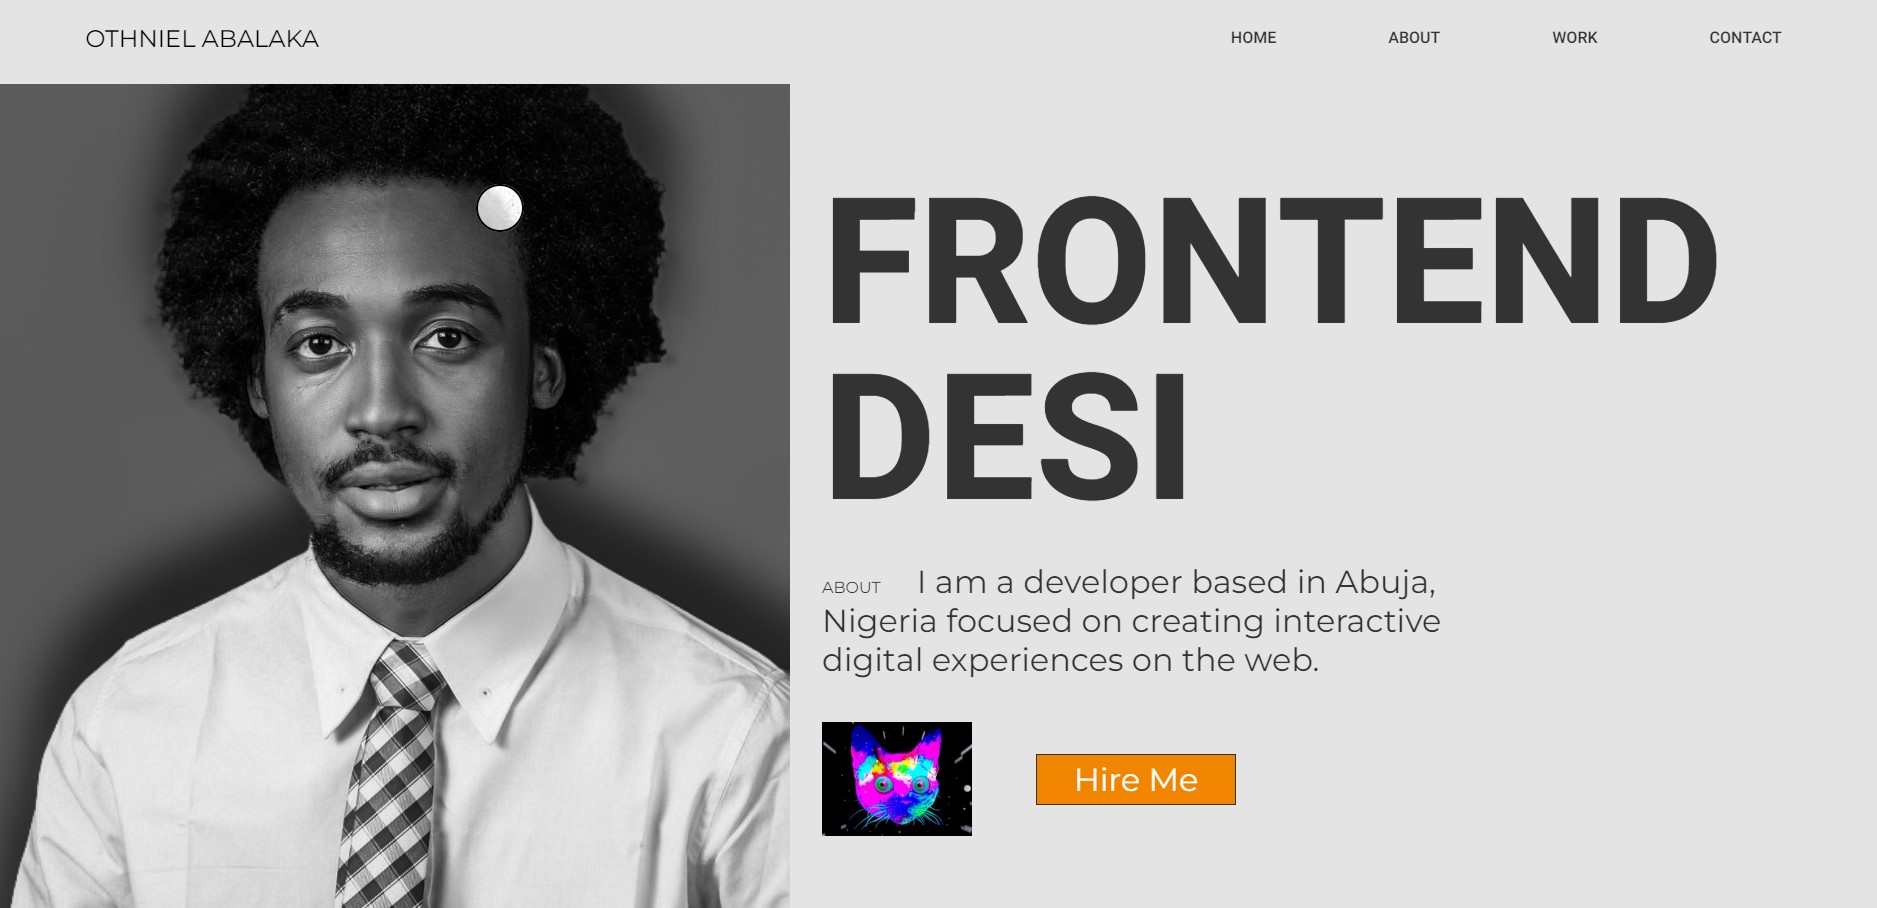 OTHNIEL ABALAKA
HOME
ABOUT
WORK
CONTACT
FRONTEND
DESI
ABOUT I am a developer based in Abuja,
Nigeria focused on creating interactive
digital experiences on the web.
Hire Me